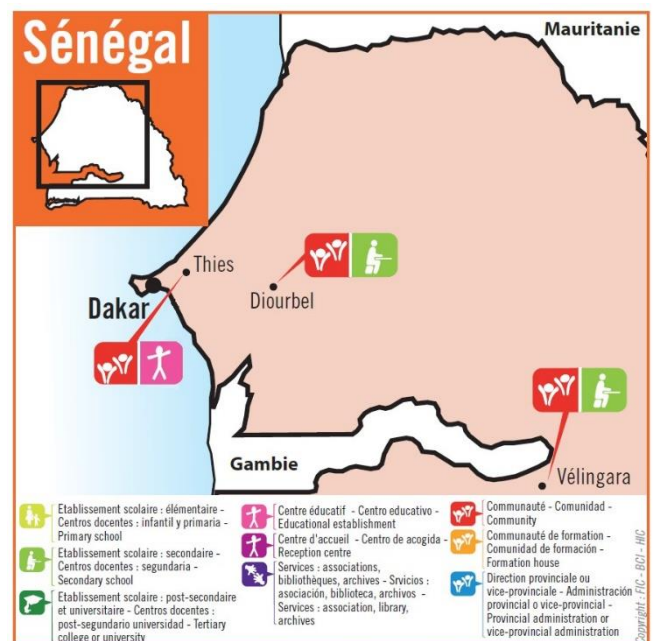 Sénégal
Mauritanie
Thies
Dakar
Diourbel
Gambie
Vélingara
Etablissement scolaire : élémentaire -
Centros docentes : infantil y primaria -
Primary school
Etablissement scolaire : secondaire -
Centros docentes : segundaria -
Secondary school
Etablissement scolaire : post-secondaire
et universitaire - Centros docentes :
post-segundario universidad - Tertiary
college or university
Centre éducatif - Centro educativo -
Educational establishment
Centre d'accueil - Centro de acogida -
Reception centre
Services : associations,
bibliothèques, archives - Srvicios :
asociación, biblioteca, archivos -
Services : association, library,
archives
Communauté - Comunidad -
Community
Communauté de formation -
Comunidad de formación -
Formation house
Direction provinciale ou
vice-provinciale - Administración
provincial o vice-provincial -
Provincial administration or
vice-provincial administration
Copyright : FIC - BCI - HIC